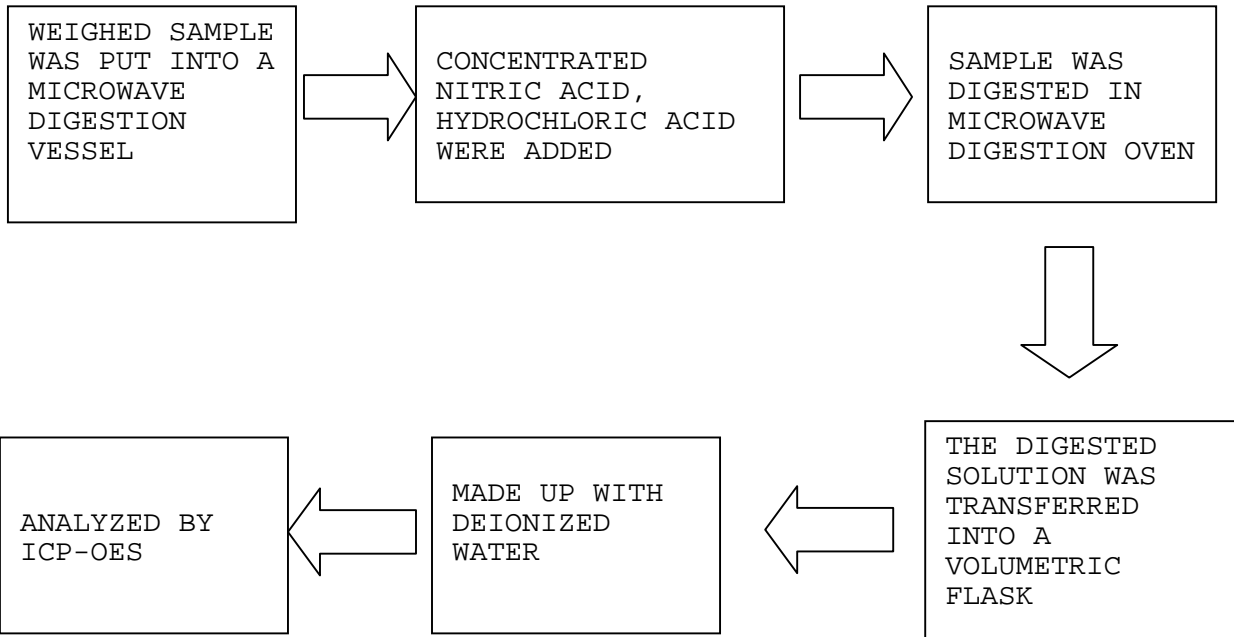 WEIGHED SAMPLE
WAS PUT INTO A
MICROWAVE
DIGESTION
VESSEL
CONCENTRATED
NITRIC ACID,
HYDROCHLORIC ACID
WERE ADDED
SAMPLE WAS
DIGESTED IN
MICROWAVE
DIGESTION OVEN
THE DIGESTED
SOLUTION WAS
TRANSFERRED
INTO A
VOLUMETRIC
FLASK
MADE UP WITH
DEIONIZED
WATER
ANALYZED BY
ICP-OES